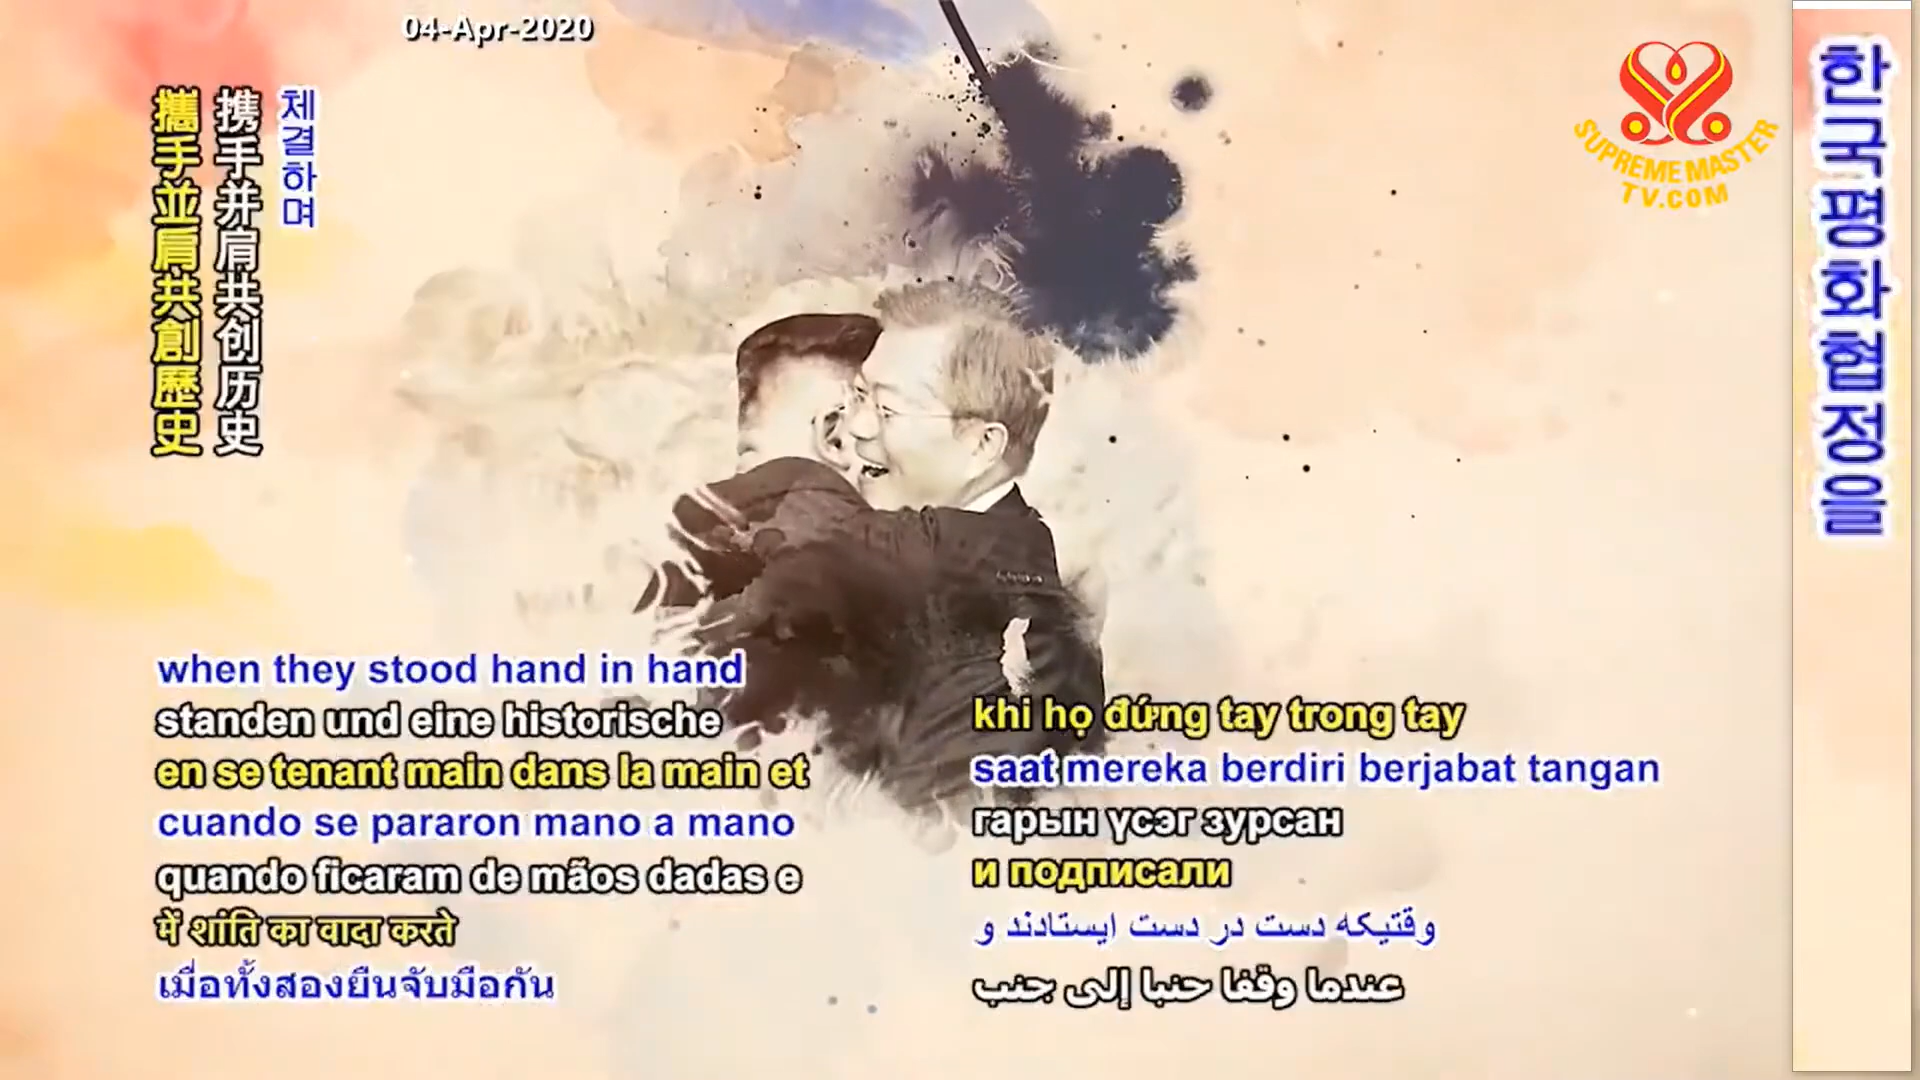 04-Apr-2020
SUPREME MASTER
TV.COM
한국평화협정을
체결하며
携手并肩共创历史
攜手並肩共創歷史
when they stood hand in hand
standen und eine historische
en se tenant main dans la main et
cuando se pararon mano a mano
quando ficaram de mãos dadas e
में शांति का वादा करते
เมื่อทั้งสองยืนจับมือกัน
khi họ đứng tay trong tay
saat mereka berdiri berjabat tangan
гарын үсэг зурсан
и подписали
وقتیکه دست در دست ایستادند و
عندما وقفا جنبا إلى جنب